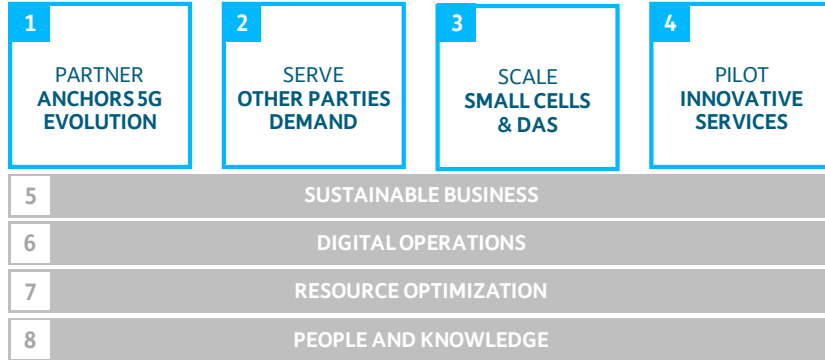 1
PARTNER
ANCHORS 5G
EVOLUTION
2
SERVE
OTHER PARTIES
DEMAND
3
SCALE
SMALL CELLS
& DAS
4
PILOT
INNOVATIVE
SERVICES
5 SUSTAINABLE BUSINESS
6 DIGITAL OPERATIONS
7 RESOURCE OPTIMIZATION
8 PEOPLE AND KNOWLEDGE